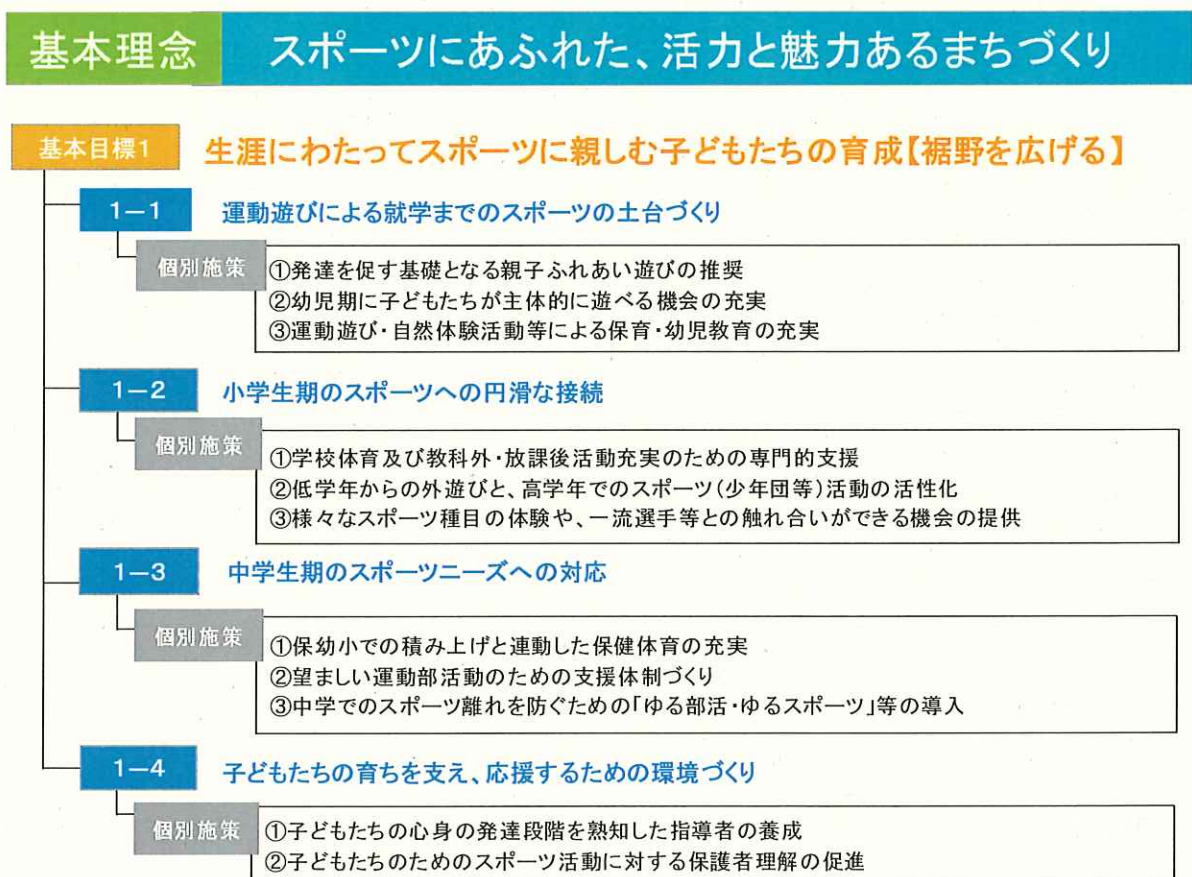 基本理念 スポーツにあふれた、活力と魅力あるまちづくり
基本目標1 生涯にわたってスポーツに親しむ子どもたちの育成【裾野を広げる】
1−1 運動遊びによる就学までのスポーツの土台づくり
個別施策 ①発達を促す基礎となる親子ふれあい遊びの推奨
②幼児期に子どもたちが主体的に遊べる機会の充実
③運動遊び・自然体験活動等による保育・幼児教育の充実
1−2 小学生期のスポーツへの円滑な接続
個別施策 ①学校体育及び教科外・放課後活動充実のための専門的支援
②低学年からの外遊びと、高学年でのスポーツ(少年団等)活動の活性化
③様々なスポーツ種目の体験や、一流選手等との触れ合いができる機会の提供
1−3 中学生期のスポーツニーズへの対応
個別施策 ①保幼小での積み上げと連動した保健体育の充実
②望ましい運動部活動のための支援体制づくり
③中学でのスポーツ離れを防ぐための「ゆる部活・ゆるスポーツ」等の導入
1−4 子どもたちの育ちを支え、応援するための環境づくり
個別施策 ①子どもたちの心身の発達段階を熟知した指導者の養成
②子どもたちのためのスポーツ活動に対する保護者理解の促進